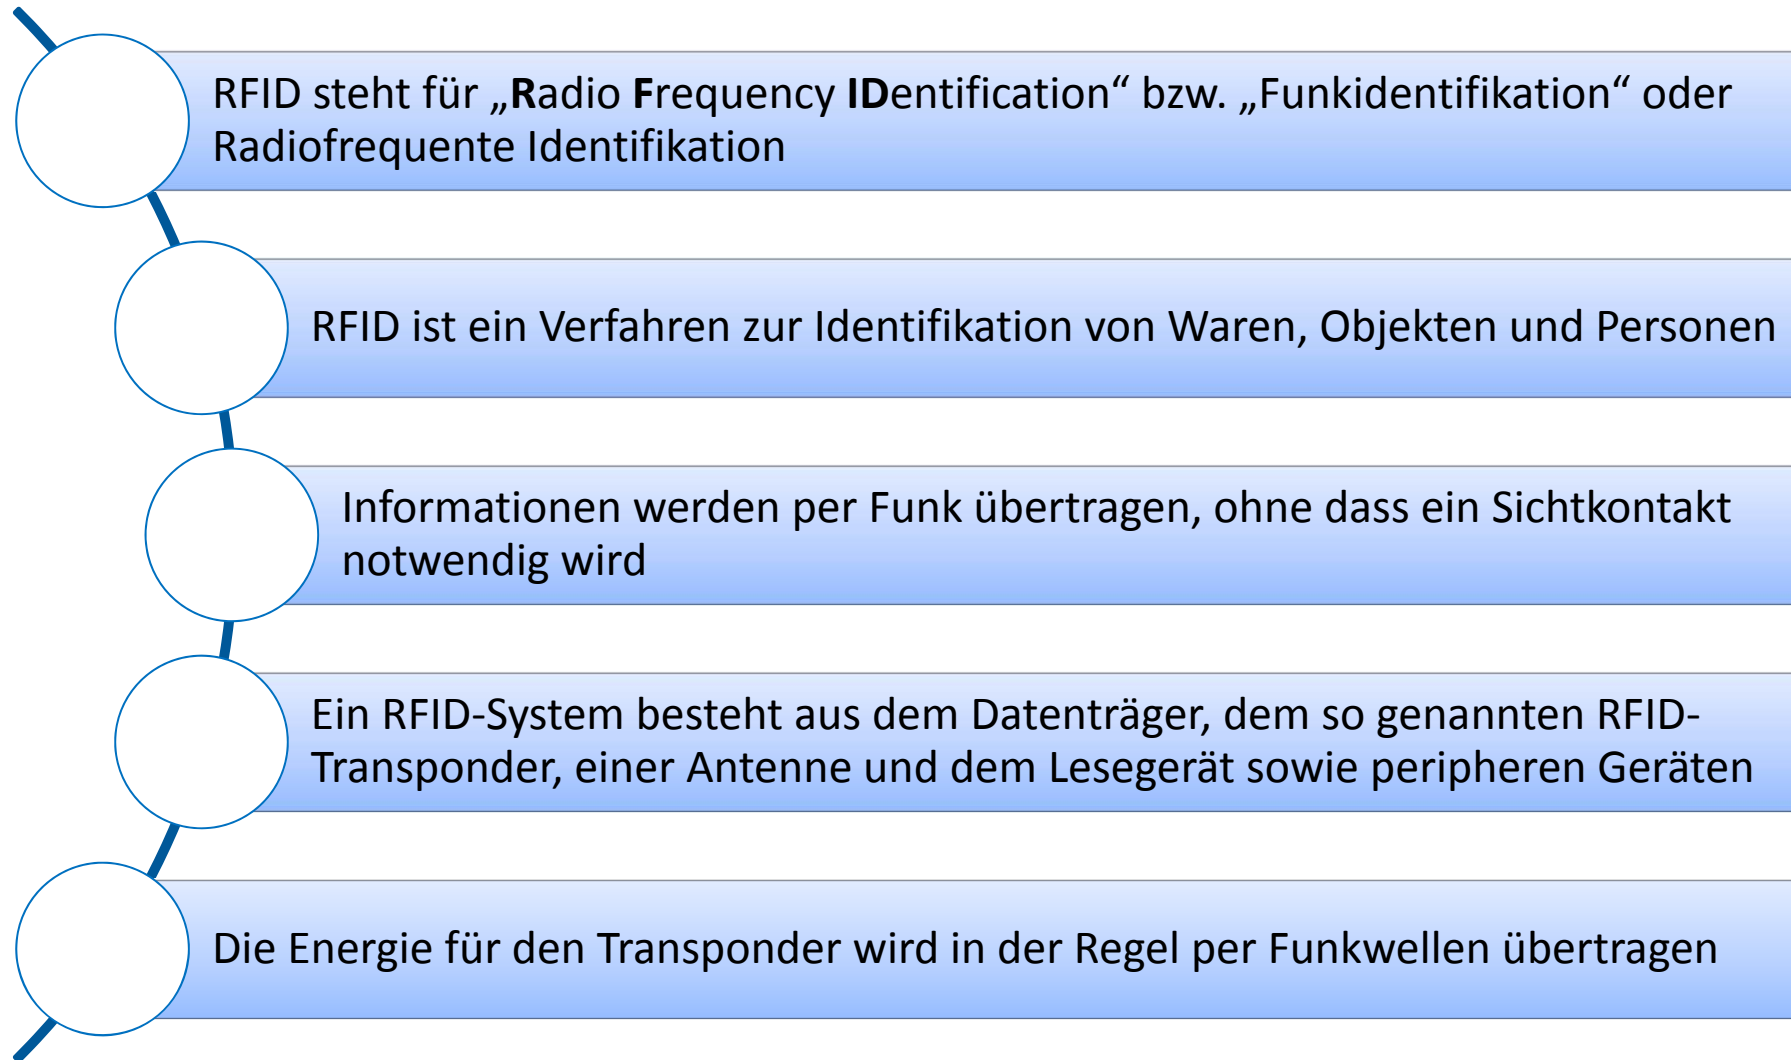 RFID steht für „Radio Frequency IDentification“ bzw. „Funkidentifikation“ oder
Radiofrequente Identifikation
RFID ist ein Verfahren zur Identifikation von Waren, Objekten und Personen
Informationen werden per Funk übertragen, ohne dass ein Sichtkontakt
notwendig wird
Ein RFID-System besteht aus dem Datenträger, dem so genannten RFID-
Transponder, einer Antenne und dem Lesegerät sowie peripheren Geräten
Die Energie für den Transponder wird in der Regel per Funkwellen übertragen